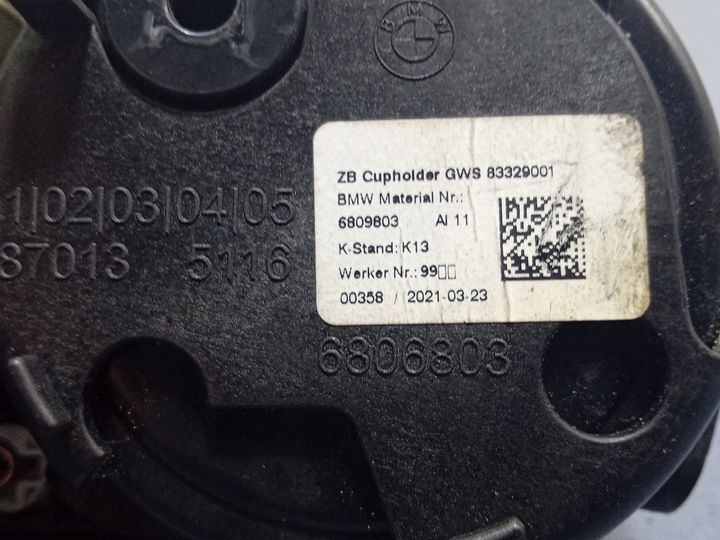 BMW
ZB Cupholder GWS 83329001
BMW Material Nr.:
6809803 AI 11
K-Stand: K13
Werker Nr.: 99□□
00358 / 2021-03-23
1|02|03|04|05
87013 5116
6806803